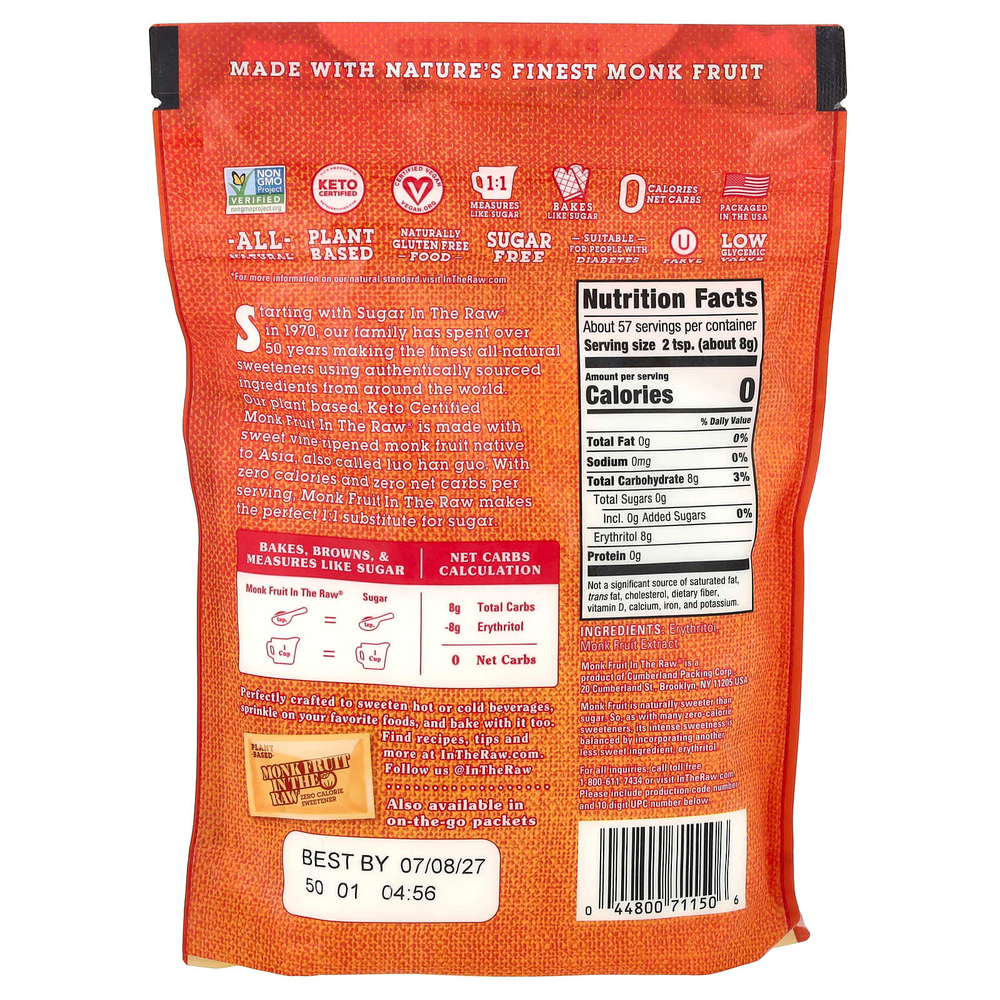 MADE WITH NATURE'S FINEST MONK FRUIT
NON
GMO
Project
VERIFIED
nongmoproject.org
KETO
CERTIFIED
CERTIFIED VEGAN
VEGAN.ORG
1:1
MEASURES
LIKE SUGAR
BAKES
LIKE SUGAR
0 CALORIES
NET CARBS
PACKAGED
IN THE USA
-ALL-
NATURAL*
PLANT
BASED
NATURALLY
GLUTEN FREE
— FOOD —
SUGAR
FREE
— SUITABLE —
FOR PEOPLE WITH
DIABETES
U
PARVE
LOW
GLYCEMIC
VALUE
*For more information on our natural standard visit InTheRaw.com
Starting with Sugar In The Raw®
in 1970, our family has spent over
50 years making the finest all-natural
sweeteners using authentically sourced
ingredients from around the world.
Our plant based, Keto Certified
Monk Fruit In The Raw® is made with
sweet vine ripened monk fruit native
to Asia, also called luo han guo. With
zero calories and zero net carbs per
serving, Monk Fruit In The Raw makes
the perfect 1:1 substitute for sugar.
BAKES, BROWNS, &
MEASURES LIKE SUGAR
Monk Fruit In The Raw® Sugar
tsp. = tsp.
1 Cup = 1 Cup
NET CARBS
CALCULATION
8g Total Carbs
-8g Erythritol
0 Net Carbs
Perfectly crafted to sweeten hot or cold beverages,
sprinkle on your favorite foods, and bake with it too.
Find recipes, tips and
more at InTheRaw.com.
Follow us @InTheRaw
PLANT
BASED
MONK FRUIT
IN THE
RAW
ZERO CALORIE
SWEETENER
Also available in
on-the-go packets
BEST BY 07/08/27
50 01 04:56
Nutrition Facts
About 57 servings per container
Serving size 2 tsp. (about 8g)
Amount per serving
Calories 0
% Daily Value
Total Fat 0g 0%
Sodium 0mg 0%
Total Carbohydrate 8g 3%
Total Sugars 0g
Incl. 0g Added Sugars 0%
Erythritol 8g
Protein 0g
Not a significant source of saturated fat,
trans fat, cholesterol, dietary fiber,
vitamin D, calcium, iron, and potassium.
INGREDIENTS: Erythritol,
Monk Fruit Extract.
Monk Fruit In The Raw® is a
product of Cumberland Packing Corp.,
20 Cumberland St., Brooklyn, NY 11205 USA
Monk Fruit is naturally sweeter than
sugar. So, as with many zero-calorie
sweeteners, its intense sweetness is
balanced by incorporating another,
less sweet ingredient, erythritol.
For all inquiries, call toll free
1-800-611-7434 or visit InTheRaw.com.
Please include production code number
and 10 digit UPC number below.
0 44800 71150 6